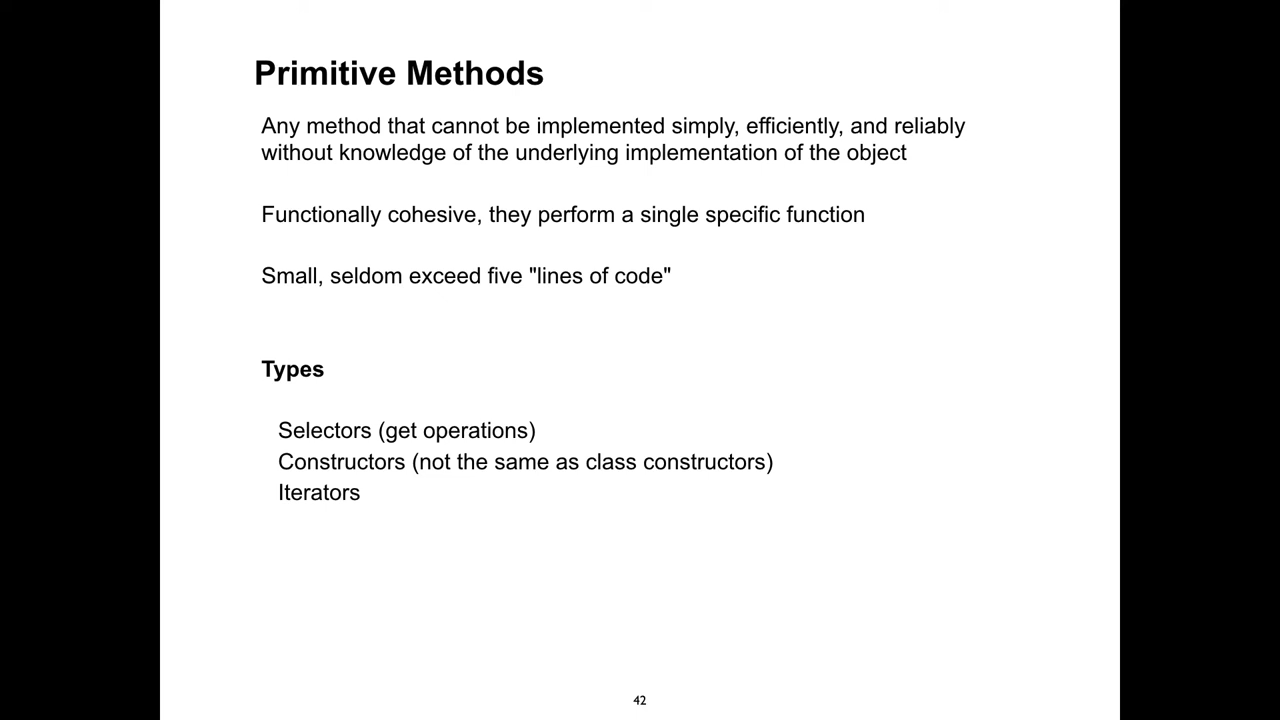 Primitive Methods
Any method that cannot be implemented simply, efficiently, and reliably
without knowledge of the underlying implementation of the object
Functionally cohesive, they perform a single specific function
Small, seldom exceed five "lines of code"
Types
Selectors (get operations)
Constructors (not the same as class constructors)
Iterators
42